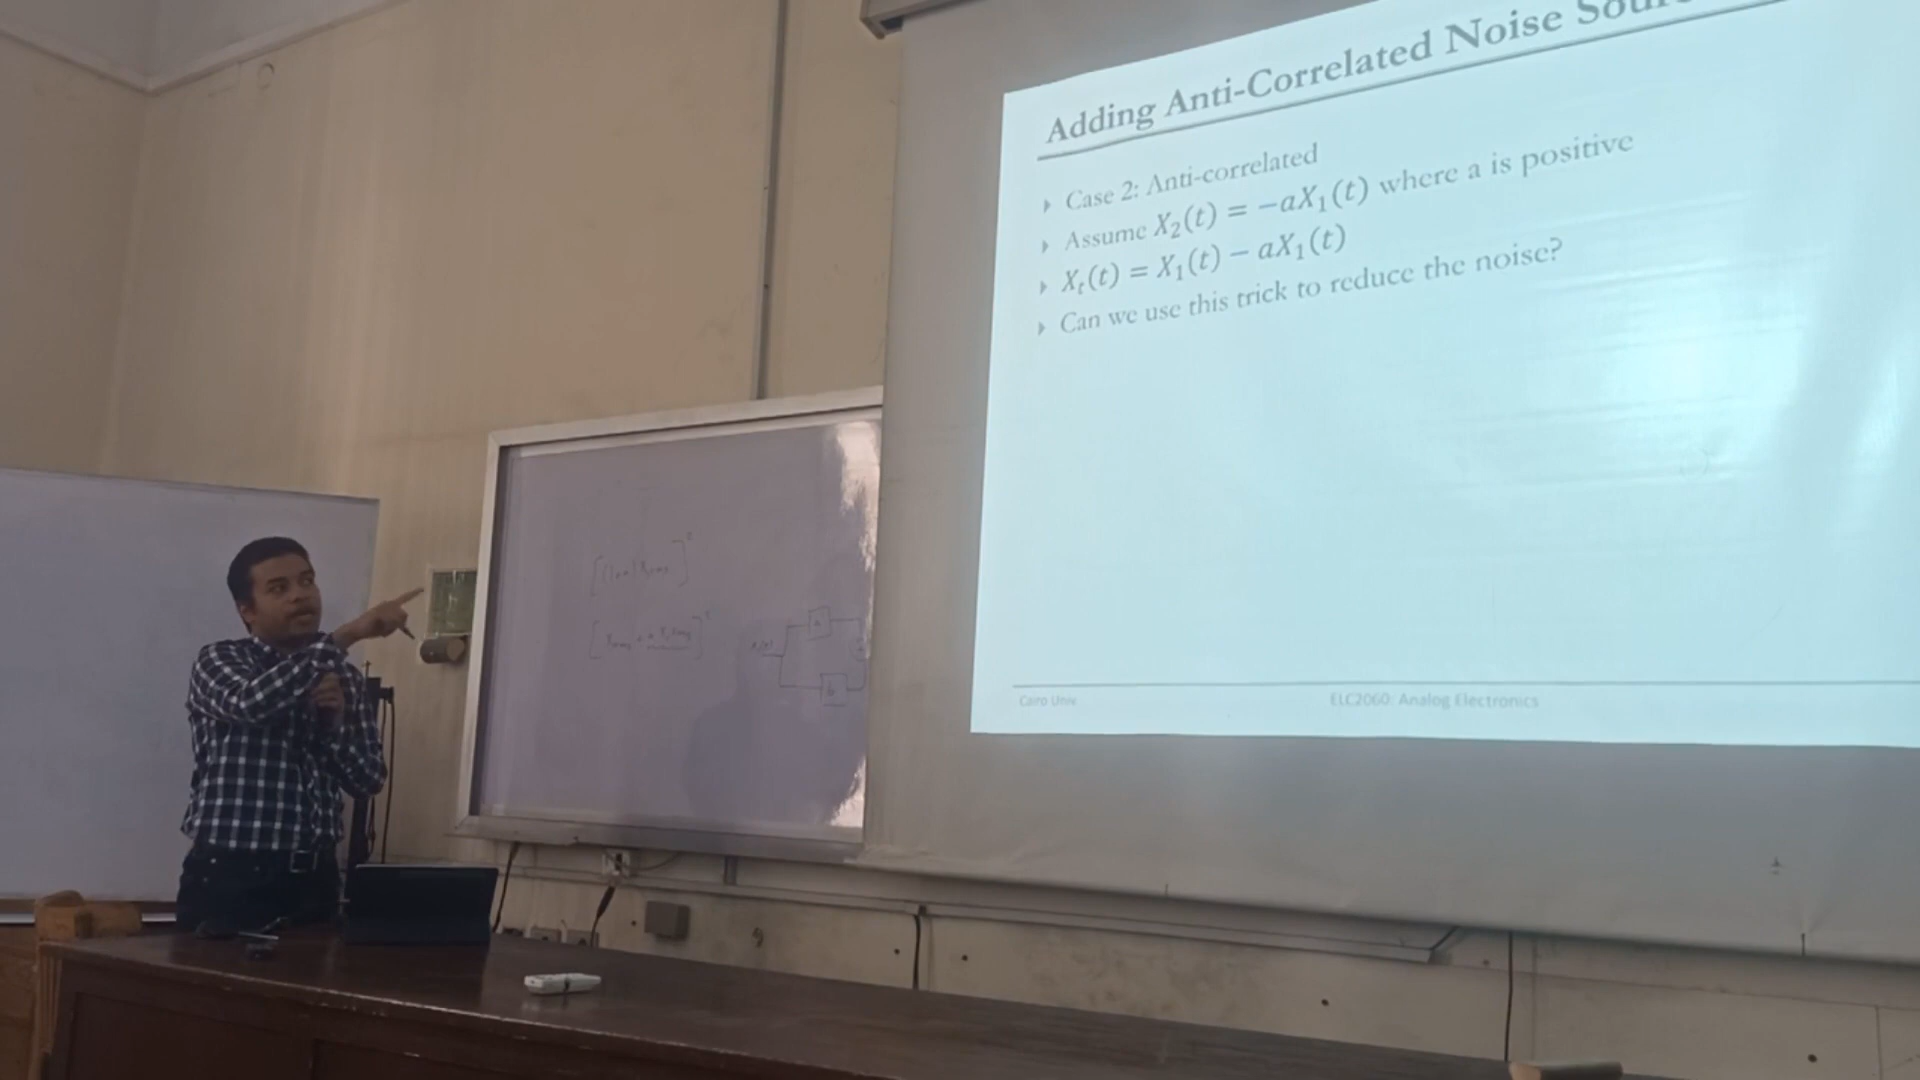 Adding Anti-Correlated Noise
Case 2: Anti-correlated
Assume X₂(t) = −aX₁(t) where a is positive
Xₜ(t) = X₁(t) − aX₁(t)
Can we use this trick to reduce the noise?
Cairo Univ
ELC2060: Analog Electronics